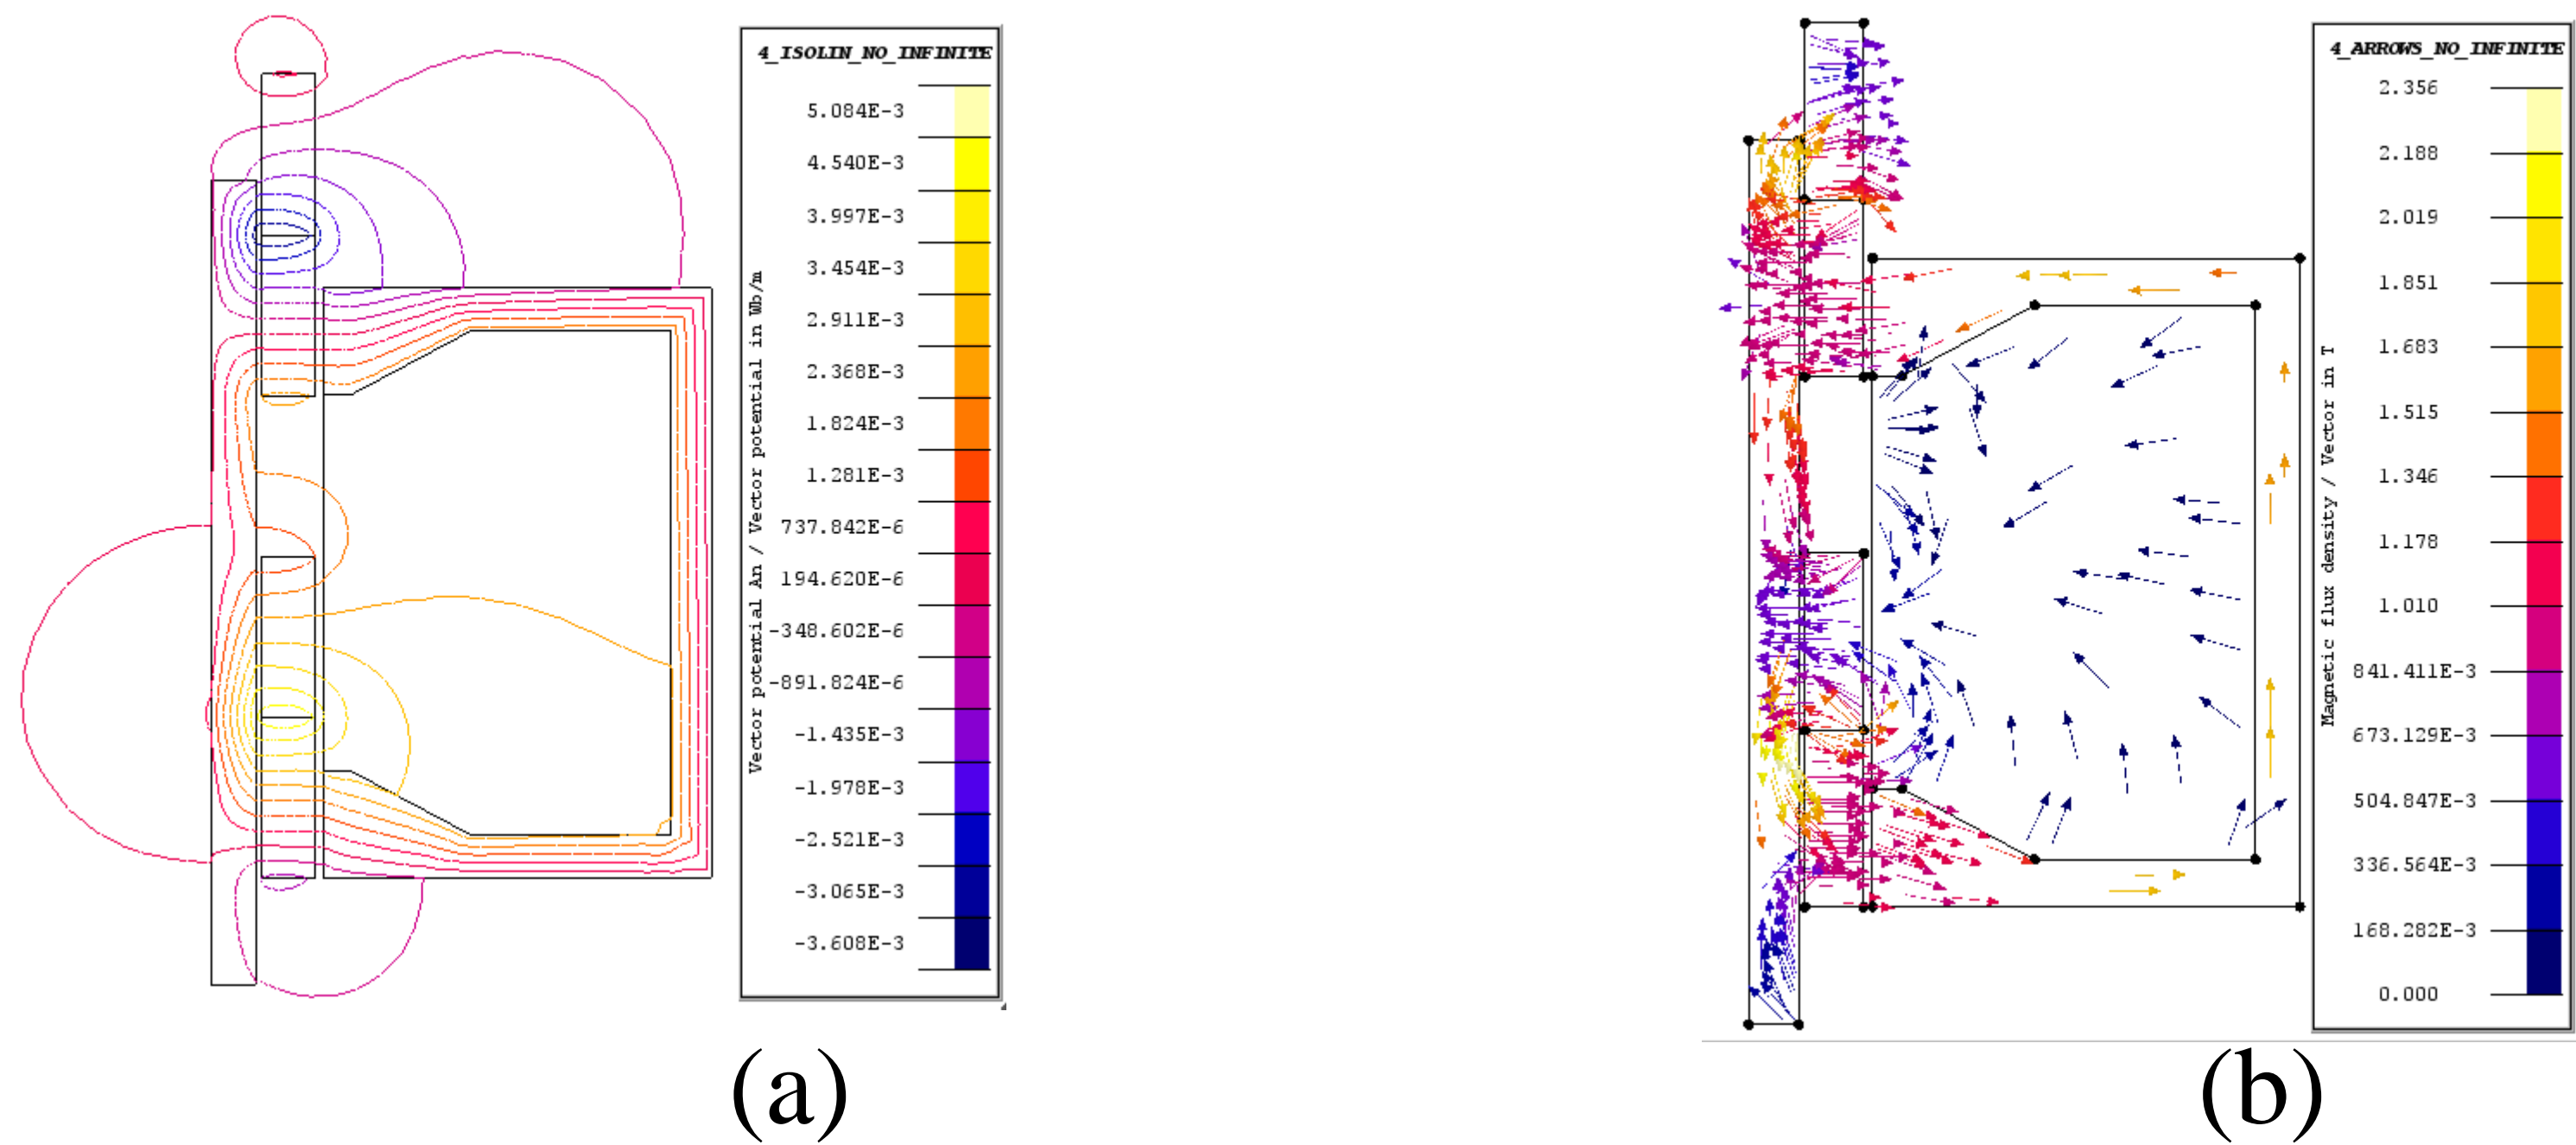 4_ISOLIN_NO_INFINITE
Vector potential An / Vector potential in Wb/m
5.084E-3
4.540E-3
3.997E-3
3.454E-3
2.911E-3
2.368E-3
1.824E-3
1.281E-3
737.842E-6
194.620E-6
-348.602E-6
-891.824E-6
-1.435E-3
-1.978E-3
-2.521E-3
-3.065E-3
-3.608E-3
(a)
4_ARROWS_NO_INFINITE
Magnetic flux density / Vector in T
2.356
2.188
2.019
1.851
1.683
1.515
1.346
1.178
1.010
841.411E-3
673.129E-3
504.847E-3
336.564E-3
168.282E-3
0.000
(b)